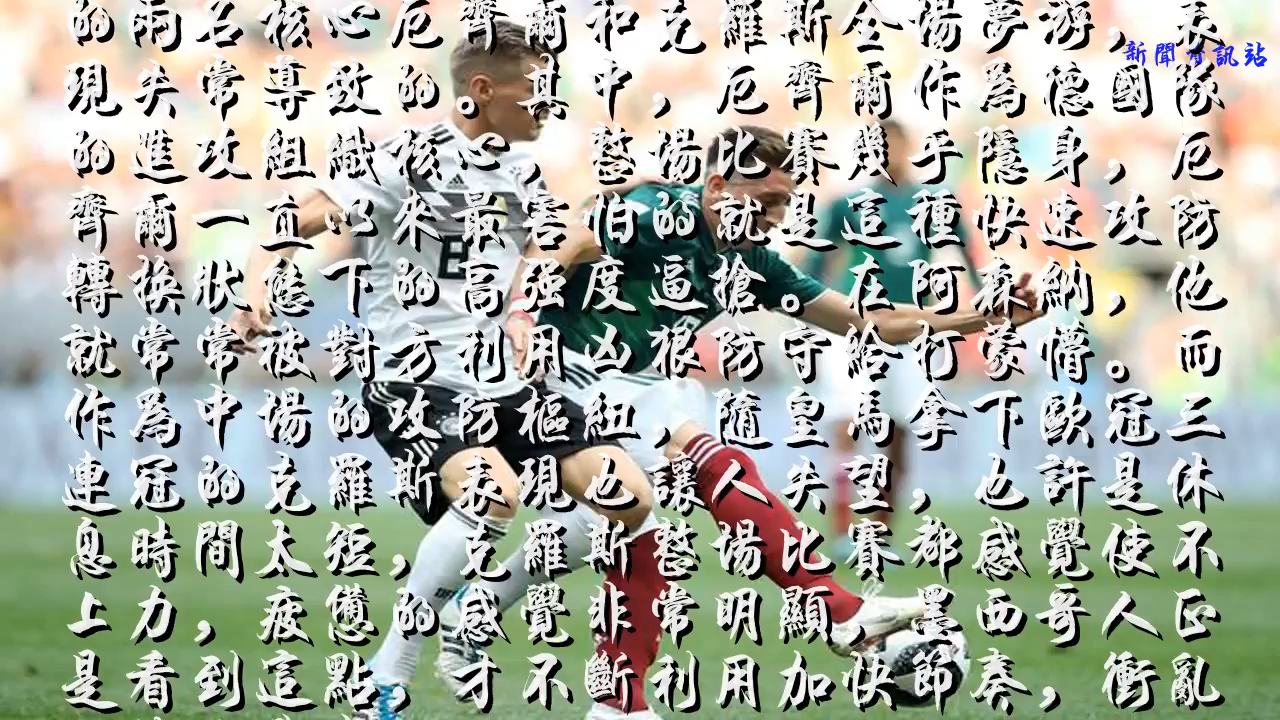 的兩名核心厄齊爾和克羅斯全場夢游，表
新聞資訊站
現失常導致的。其中，厄齊爾作爲德國隊
的進攻組織核心，整場比賽幾乎隱身，厄
齊爾一直以來最害怕的就是這種快速攻防
轉換狀態下的高强度逼搶。在阿森納，他
就常常被對方利用凶狠防守給打蒙懵。而
作爲中場的攻防樞紐，隨皇馬拿下歐冠三
連冠的克羅斯表現也讓人失望，也許是休
息時間太短，克羅斯整場比賽都感覺使不
上力，疲憊的感覺非常明顯，墨西哥人正
是看到這點，才不斷利用加快節奏，衝亂
8